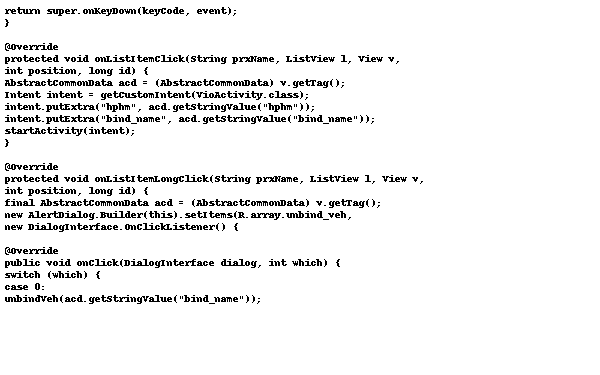 return super.onKeyDown(keyCode, event);
}
@Override
protected void onListItemClick(String prxName, ListView l, View v,
int position, long id) {
AbstractCommonData acd = (AbstractCommonData) v.getTag();
Intent intent = getCustomIntent(VioActivity.class);
intent.putExtra("hphm", acd.getStringValue("hphm"));
intent.putExtra("bind_name", acd.getStringValue("bind_name"));
startActivity(intent);
}
@Override
protected void onListItemLongClick(String prxName, ListView l, View v,
int position, long id) {
final AbstractCommonData acd = (AbstractCommonData) v.getTag();
new AlertDialog.Builder(this).setItems(R.array.unbind_veh,
new DialogInterface.OnClickListener() {
@Override
public void onClick(DialogInterface dialog, int which) {
switch (which) {
case 0:
unbindVeh(acd.getStringValue("bind_name"));